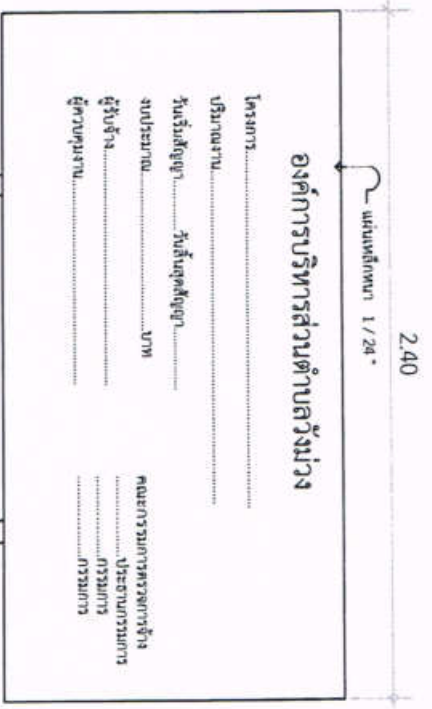 2.40
แผ่นเหล็กหนา 1/24"
องค์การบริหารส่วนตำบลวังม่วง
โครงการ..........................................................................
ปริมาณงาน.....................................................................
วันเริ่มสัญญา............วันสิ้นสุดสัญญา...............
งบประมาณ..............................บาท
ผู้รับจ้าง.............................................
ผู้ควบคุมงาน......................................
คณะกรรมการตรวจการจ้าง
.....................ประธานกรรมการ
.....................กรรมการ
.....................กรรมการ